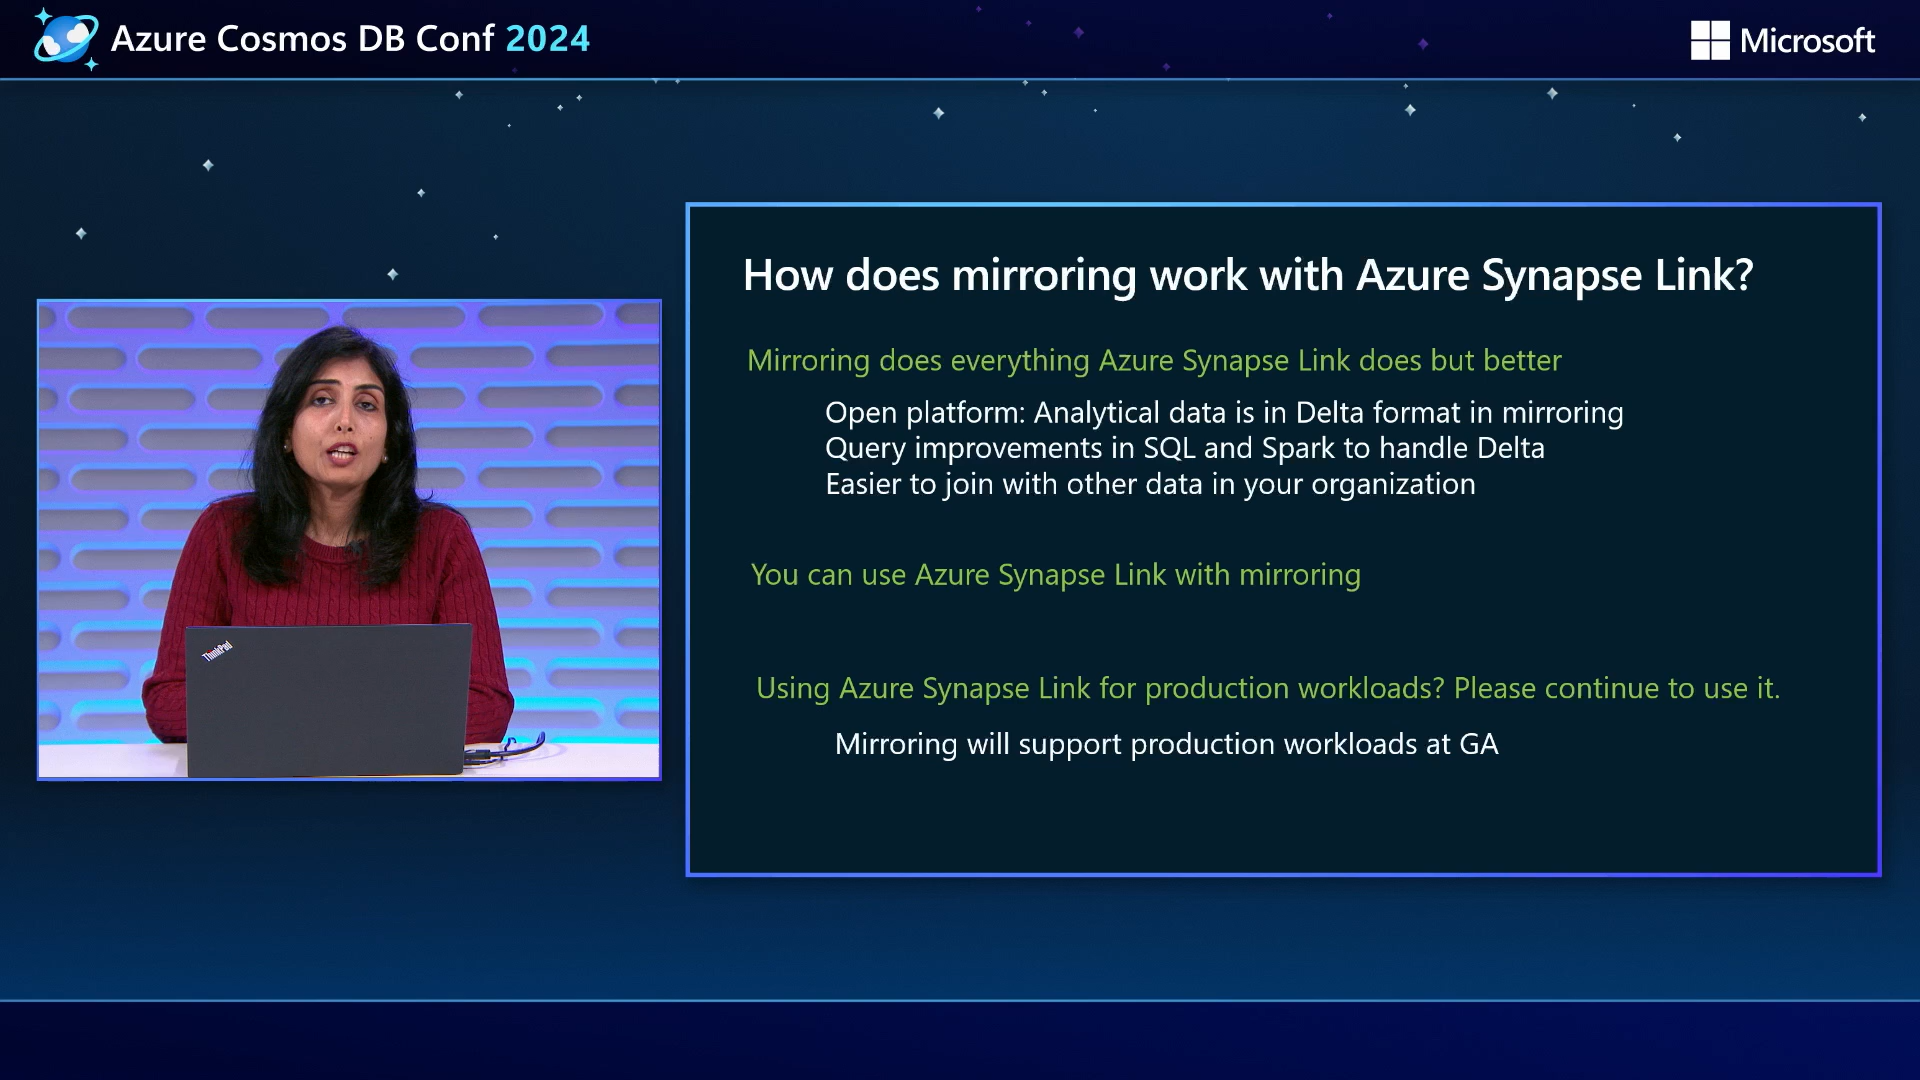 Azure Cosmos DB Conf 2024
Microsoft
How does mirroring work with Azure Synapse Link?
Mirroring does everything Azure Synapse Link does but better
Open platform: Analytical data is in Delta format in mirroring
Query improvements in SQL and Spark to handle Delta
Easier to join with other data in your organization
You can use Azure Synapse Link with mirroring
Using Azure Synapse Link for production workloads? Please continue to use it.
Mirroring will support production workloads at GA
ThinkPad